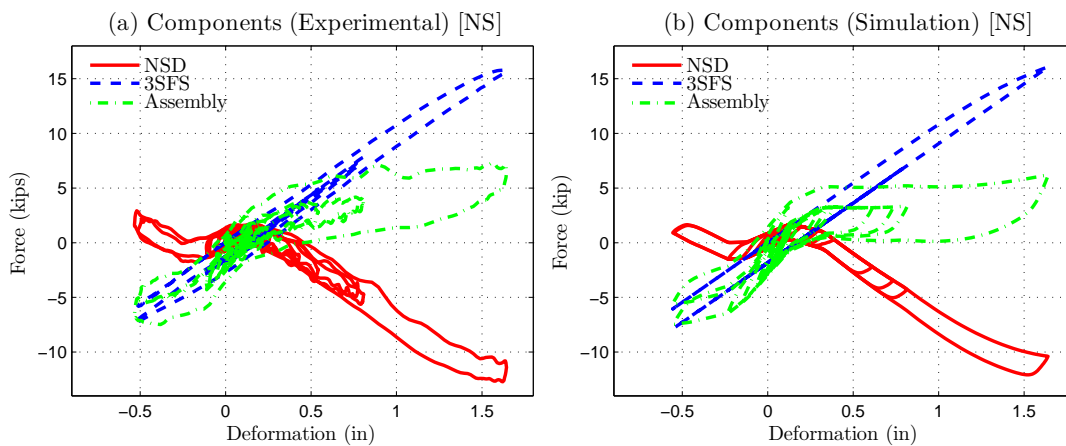 (a) Components (Experimental) [NS]
NSD
3SFS
Assembly
Force (kips)
15
10
5
0
−5
−10
−0.5
0
0.5
1
1.5
Deformation (in)
(b) Components (Simulation) [NS]
NSD
3SFS
Assembly
Force (kip)
15
10
5
0
−5
−10
−0.5
0
0.5
1
1.5
Deformation (in)